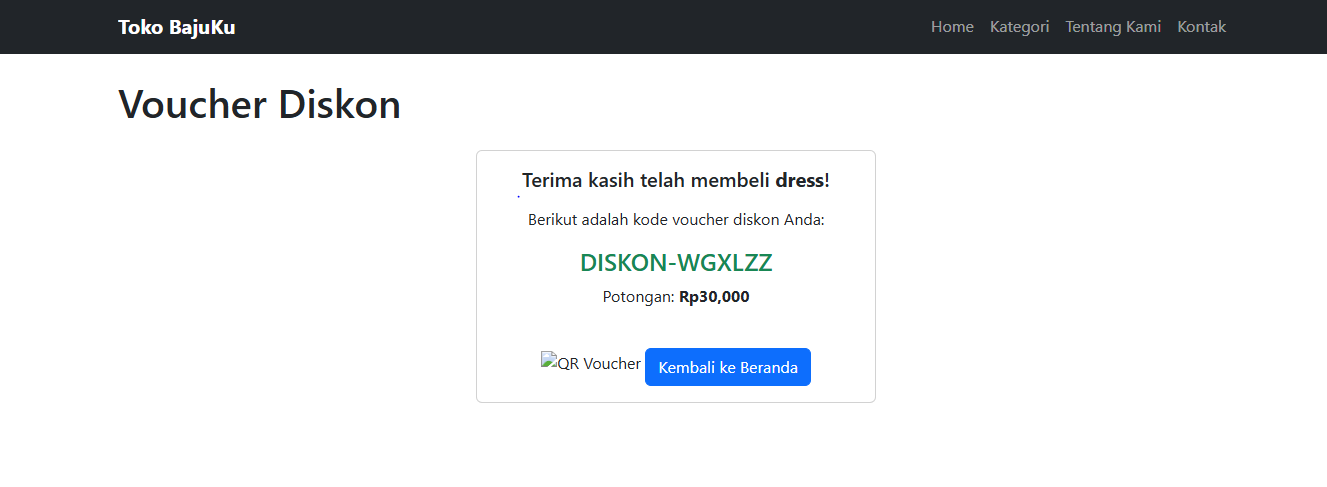 Toko BajuKu Home Kategori Tentang Kami Kontak
Voucher Diskon
Terima kasih telah membeli dress!
Berikut adalah kode voucher diskon Anda:
DISKON-WGXLZZ
Potongan: Rp30,000
QR Voucher Kembali ke Beranda